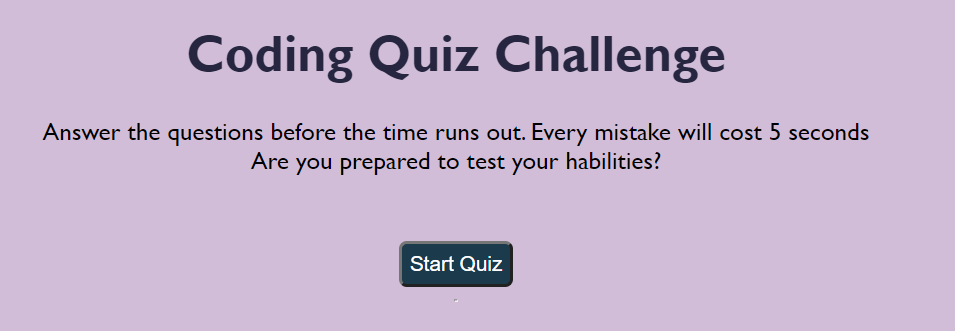 Coding Quiz Challenge
Answer the questions before the time runs out. Every mistake will cost 5 seconds
Are you prepared to test your habilities?
Start Quiz